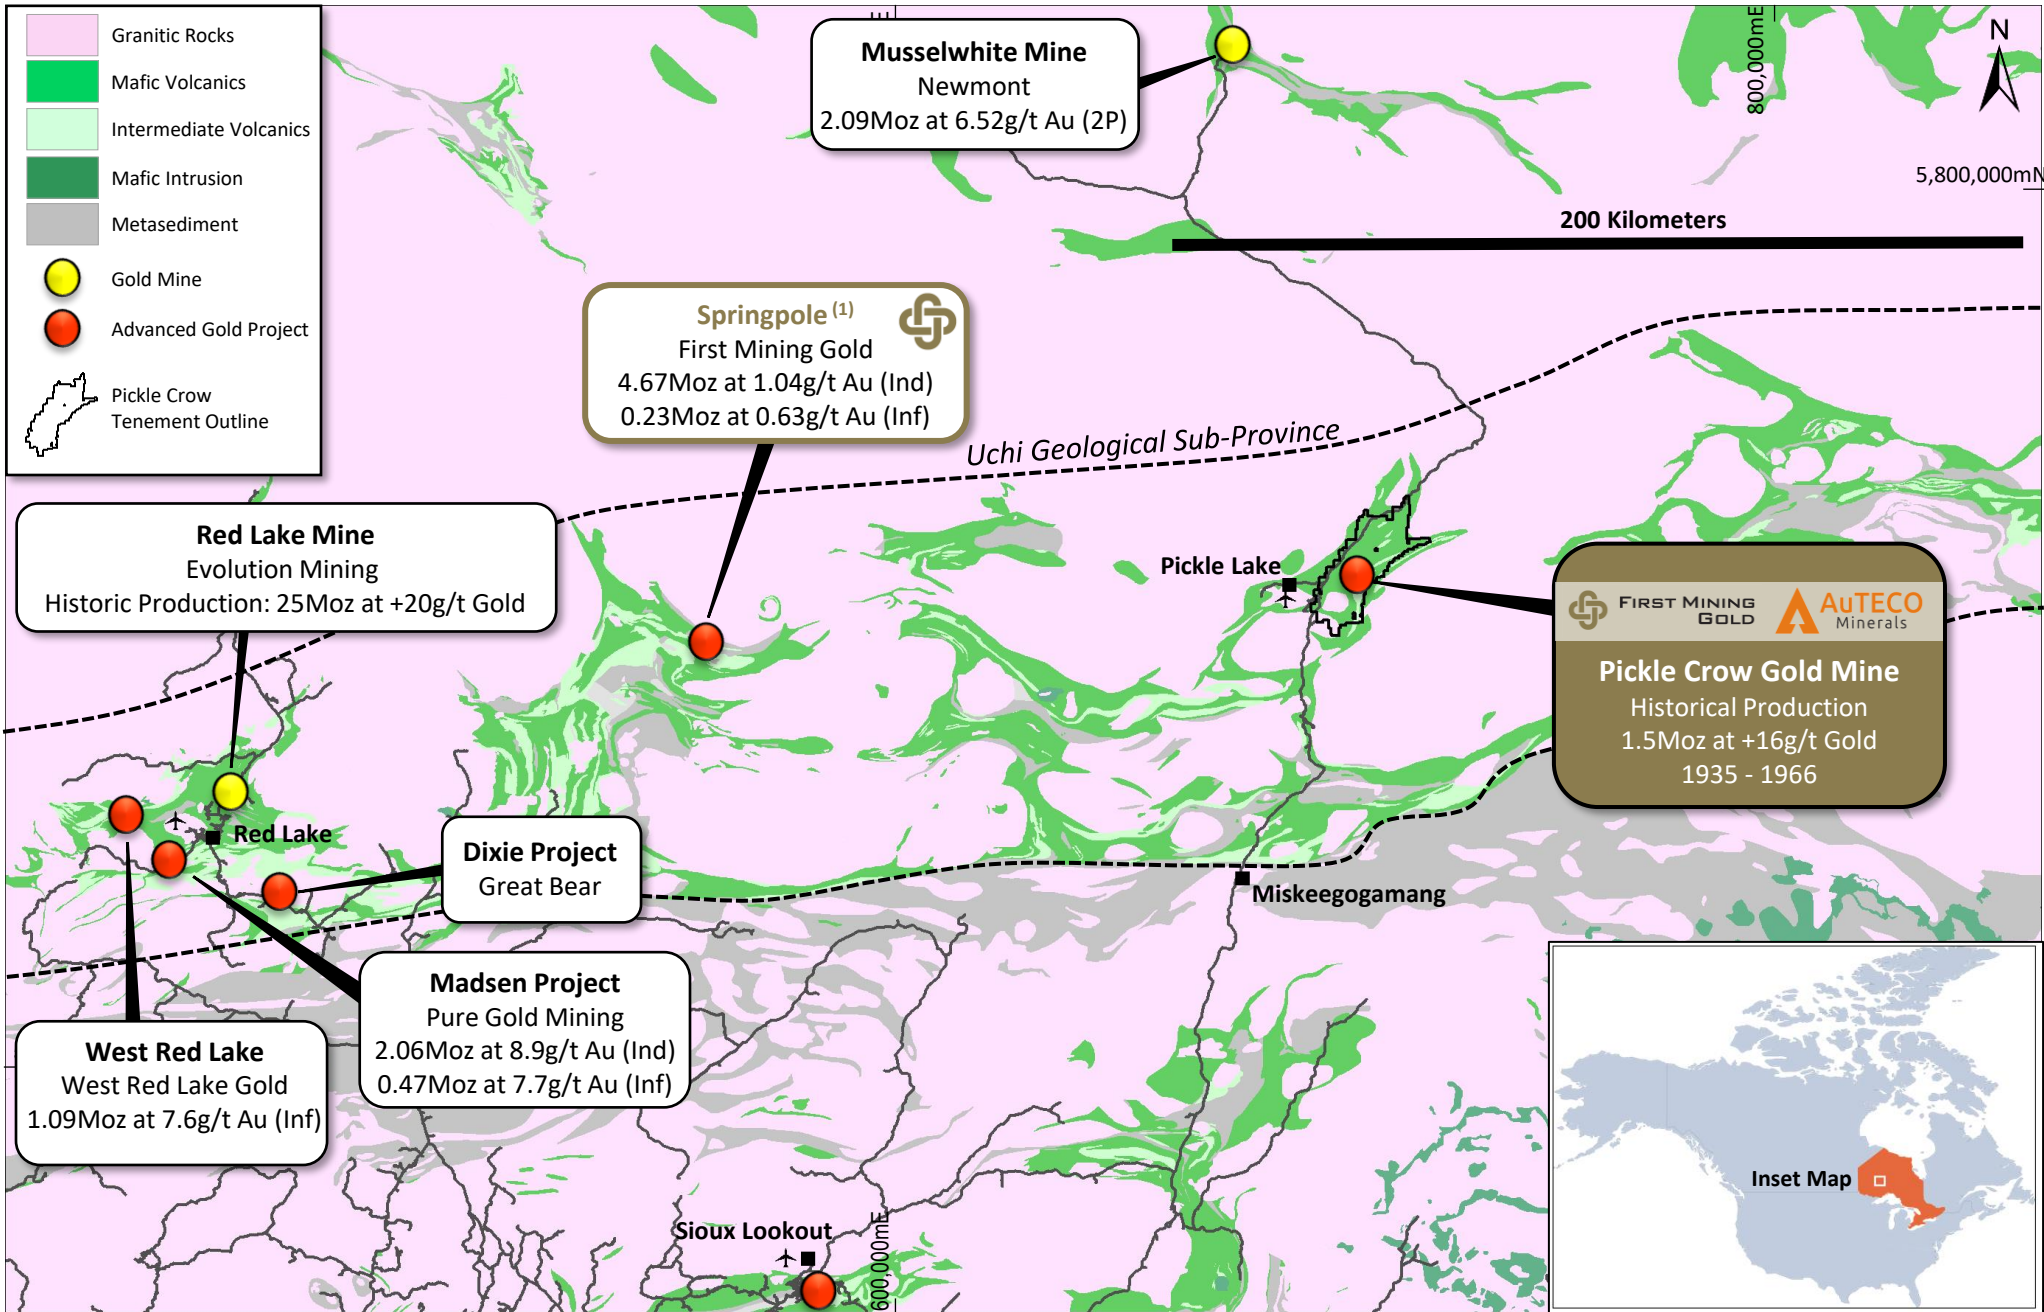 Granitic Rocks
Mafic Volcanics
Intermediate Volcanics
Mafic Intrusion
Metasediment
Gold Mine
Advanced Gold Project
Pickle Crow
Tenement Outline
Musselwhite Mine
Newmont
2.09Moz at 6.52g/t Au (2P)
800,000mE
N
5,800,000mN
200 Kilometers
Springpole (1)
First Mining Gold
4.67Moz at 1.04g/t Au (Ind)
0.23Moz at 0.63g/t Au (Inf)
Uchi Geological Sub-Province
Red Lake Mine
Evolution Mining
Historic Production: 25Moz at +20g/t Gold
Pickle Lake
FIRST MINING
GOLD
AuTECO
Minerals
Pickle Crow Gold Mine
Historical Production
1.5Moz at +16g/t Gold
1935 - 1966
Red Lake
Dixie Project
Great Bear
Miskeegogamang
Madsen Project
Pure Gold Mining
2.06Moz at 8.9g/t Au (Ind)
0.47Moz at 7.7g/t Au (Inf)
West Red Lake
West Red Lake Gold
1.09Moz at 7.6g/t Au (Inf)
Sioux Lookout
600,000mE
Inset Map